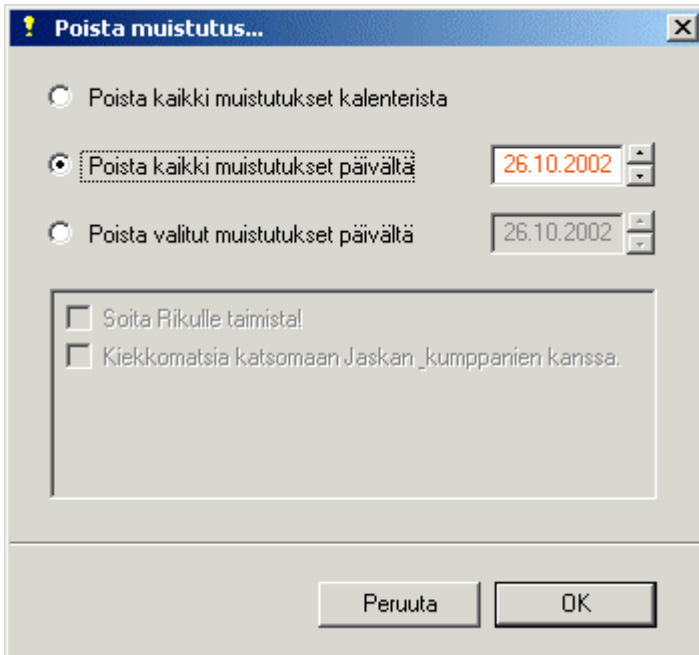 Poista muistutus...
Poista kaikki muistutukset kalenterista
Poista kaikki muistutukset päivältä 26.10.2002
Poista valitut muistutukset päivältä 26.10.2002
Soita Rikulle taimista!
Kiekkomatsia katsomaan Jaskan _kumppanien kanssa.
Peruuta OK